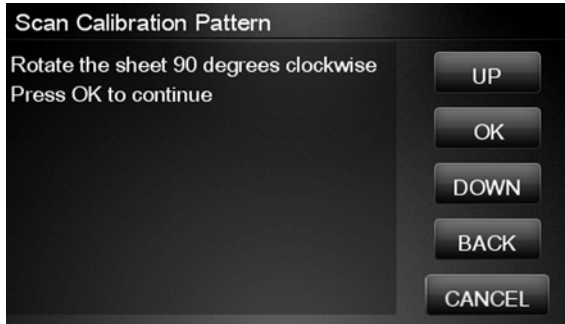 Scan Calibration Pattern
Rotate the sheet 90 degrees clockwise
Press OK to continue
UP
OK
DOWN
BACK
CANCEL